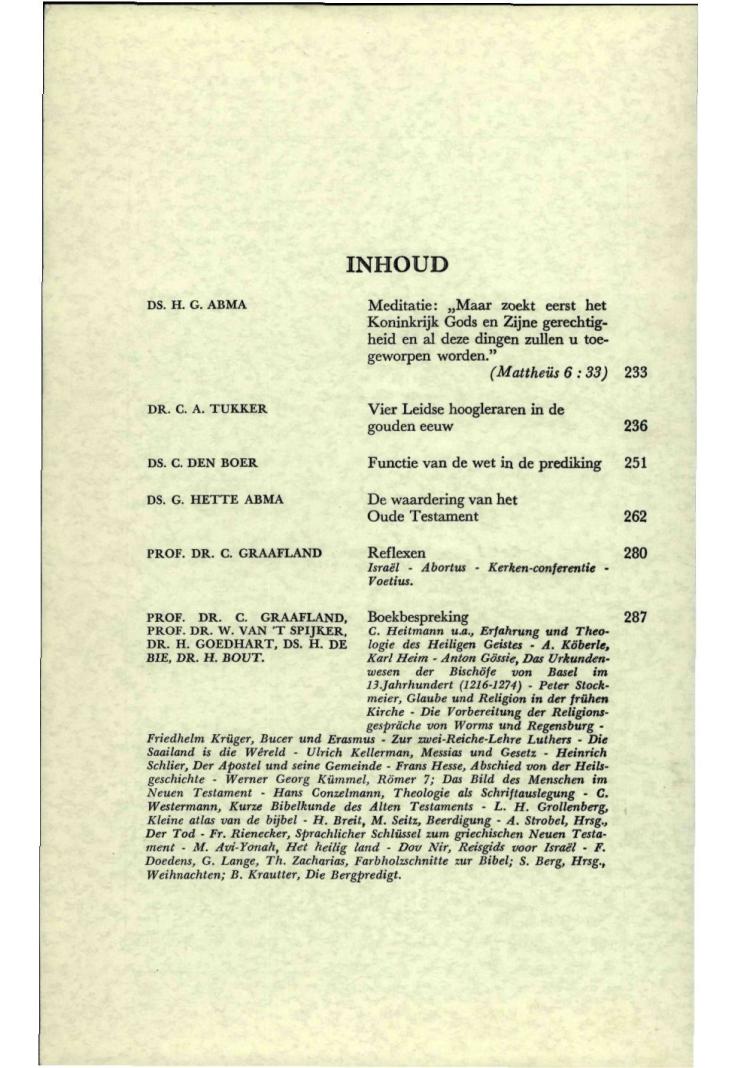 INHOUD
DS. H. G. ABMA Meditatie: „Maar zoekt eerst het
Koninkrijk Gods en Zijne gerechtig-
heid en al deze dingen zullen u toe-
geworpen worden.”
(Mattheüs 6 : 33) 233
DR. C. A. TUKKER Vier Leidse hoogleraren in de
gouden eeuw 236
DS. C. DEN BOER Functie van de wet in de prediking 251
DS. G. HETTE ABMA De waardering van het
Oude Testament 262
PROF. DR. C. GRAAFLAND Reflexen 280
Israël - Abortus - Kerken-conferentie -
Voetius.
PROF. DR. C. GRAAFLAND, Boekbespreking 287
PROF. DR. W. VAN 'T SPIJKER, C. Heitmann u.a., Erfahrung und Theo-
DR. H. GOEDHART, DS. H. DE logie des Heiligen Geistes - A. Köberle,
BIE, DR. H. BOUT. Karl Heim - Anton Gössie, Das Urkunden-
wesen der Bischöfe von Basel im
13.Jahrhundert (1216-1274) - Peter Stock-
meier, Glaube und Religion in der frühen
Kirche - Die Vorbereitung der Religions-
gespräche von Worms und Regensburg -
Friedhelm Krüger, Bucer und Erasmus - Zur zwei-Reiche-Lehre Luthers - Die
Saailand is die Wêreld - Ulrich Kellerman, Messias und Gesetz - Heinrich
Schlier, Der Apostel und seine Gemeinde - Frans Hesse, Abschied von der Heils-
geschichte - Werner Georg Kümmel, Römer 7; Das Bild des Menschen im
Neuen Testament - Hans Conzelmann, Theologie als Schriftauslegung - C.
Westermann, Kurze Bibelkunde des Alten Testaments - L. H. Grollenberg,
Kleine atlas van de bijbel - H. Breit, M. Seitz, Beerdigung - A. Strobel, Hrsg.,
Der Tod - Fr. Rienecker, Sprachlicher Schlüssel zum griechischen Neuen Testa-
ment - M. Avi-Yonah, Het heilig land - Dov Nir, Reisgids voor Israël - F.
Doedens, G. Lange, Th. Zacharias, Farbholzschnitte zur Bibel; S. Berg, Hrsg.,
Weihnachten; B. Krautter, Die Bergpredigt.